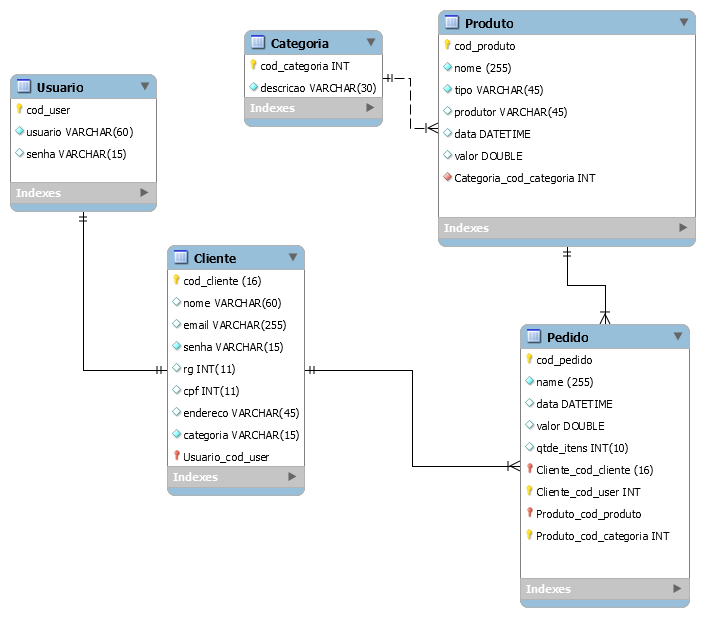 Usuario
cod_user
usuario VARCHAR(60)
senha VARCHAR(15)
Indexes
Categoria
cod_categoria INT
descricao VARCHAR(30)
Indexes
Produto
cod_produto
nome (255)
tipo VARCHAR(45)
produtor VARCHAR(45)
data DATETIME
valor DOUBLE
Categoria_cod_categoria INT
Indexes
Cliente
cod_cliente (16)
nome VARCHAR(60)
email VARCHAR(255)
senha VARCHAR(15)
rg INT(11)
cpf INT(11)
endereco VARCHAR(45)
categoria VARCHAR(15)
Usuario_cod_user
Indexes
Pedido
cod_pedido
name (255)
data DATETIME
valor DOUBLE
qtde_itens INT(10)
Cliente_cod_cliente (16)
Cliente_cod_user INT
Produto_cod_produto
Produto_cod_categoria INT
Indexes